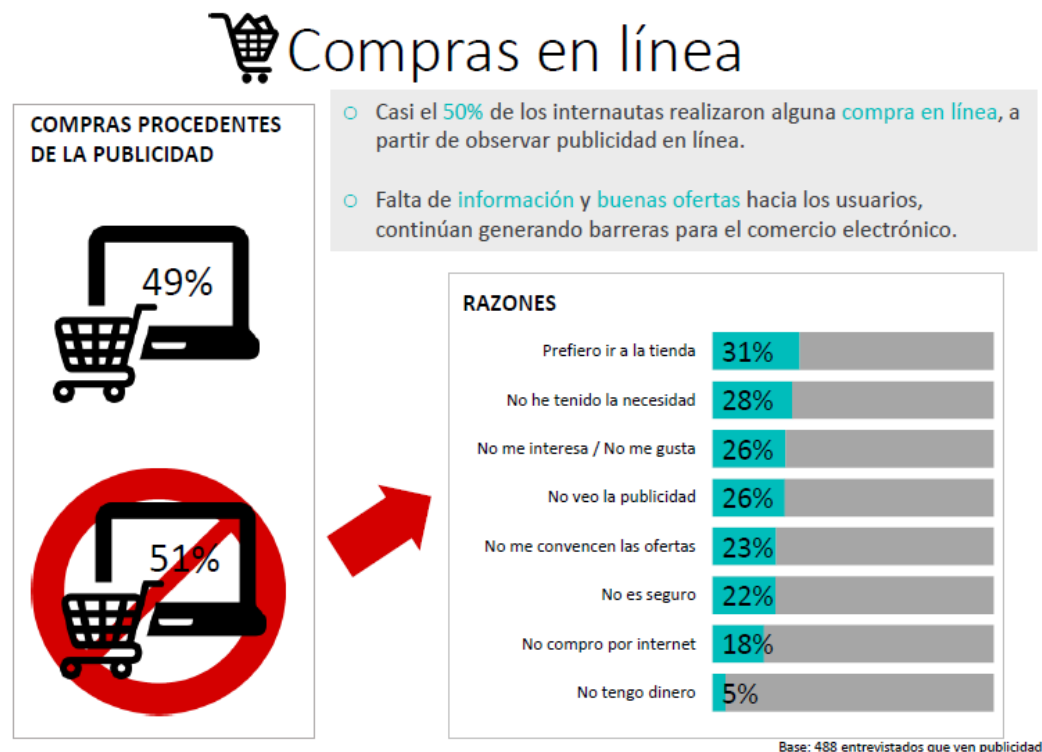 Compras en línea
COMPRAS PROCEDENTES
DE LA PUBLICIDAD
49%
51%
○ Casi el 50% de los internautas realizaron alguna compra en línea, a
partir de observar publicidad en línea.
○ Falta de información y buenas ofertas hacia los usuarios,
continúan generando barreras para el comercio electrónico.
RAZONES
Prefiero ir a la tienda 31%
No he tenido la necesidad 28%
No me interesa / No me gusta 26%
No veo la publicidad 26%
No me convencen las ofertas 23%
No es seguro 22%
No compro por internet 18%
No tengo dinero 5%
Base: 488 entrevistados que ven publicidad